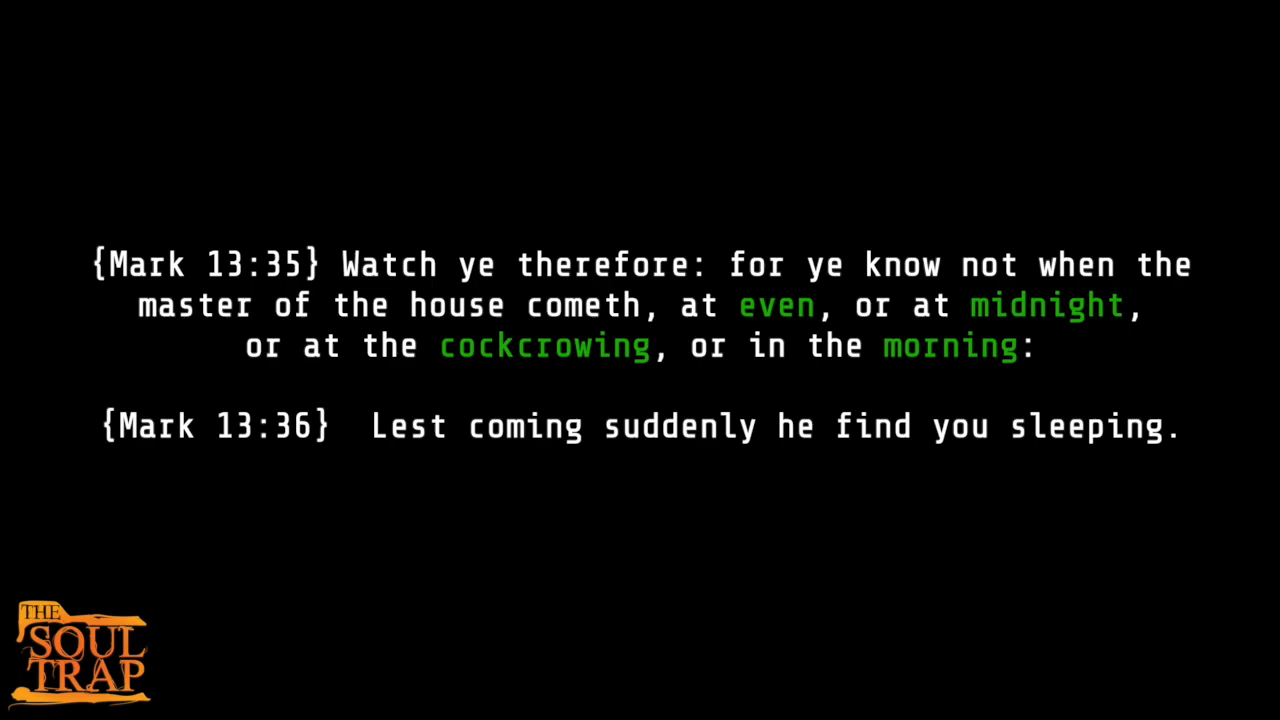 {Mark 13:35} Watch ye therefore: for ye know not when the
master of the house cometh, at even, or at midnight,
or at the cockcrowing, or in the morning:
{Mark 13:36}  Lest coming suddenly he find you sleeping.
THE
SOUL
TRAP